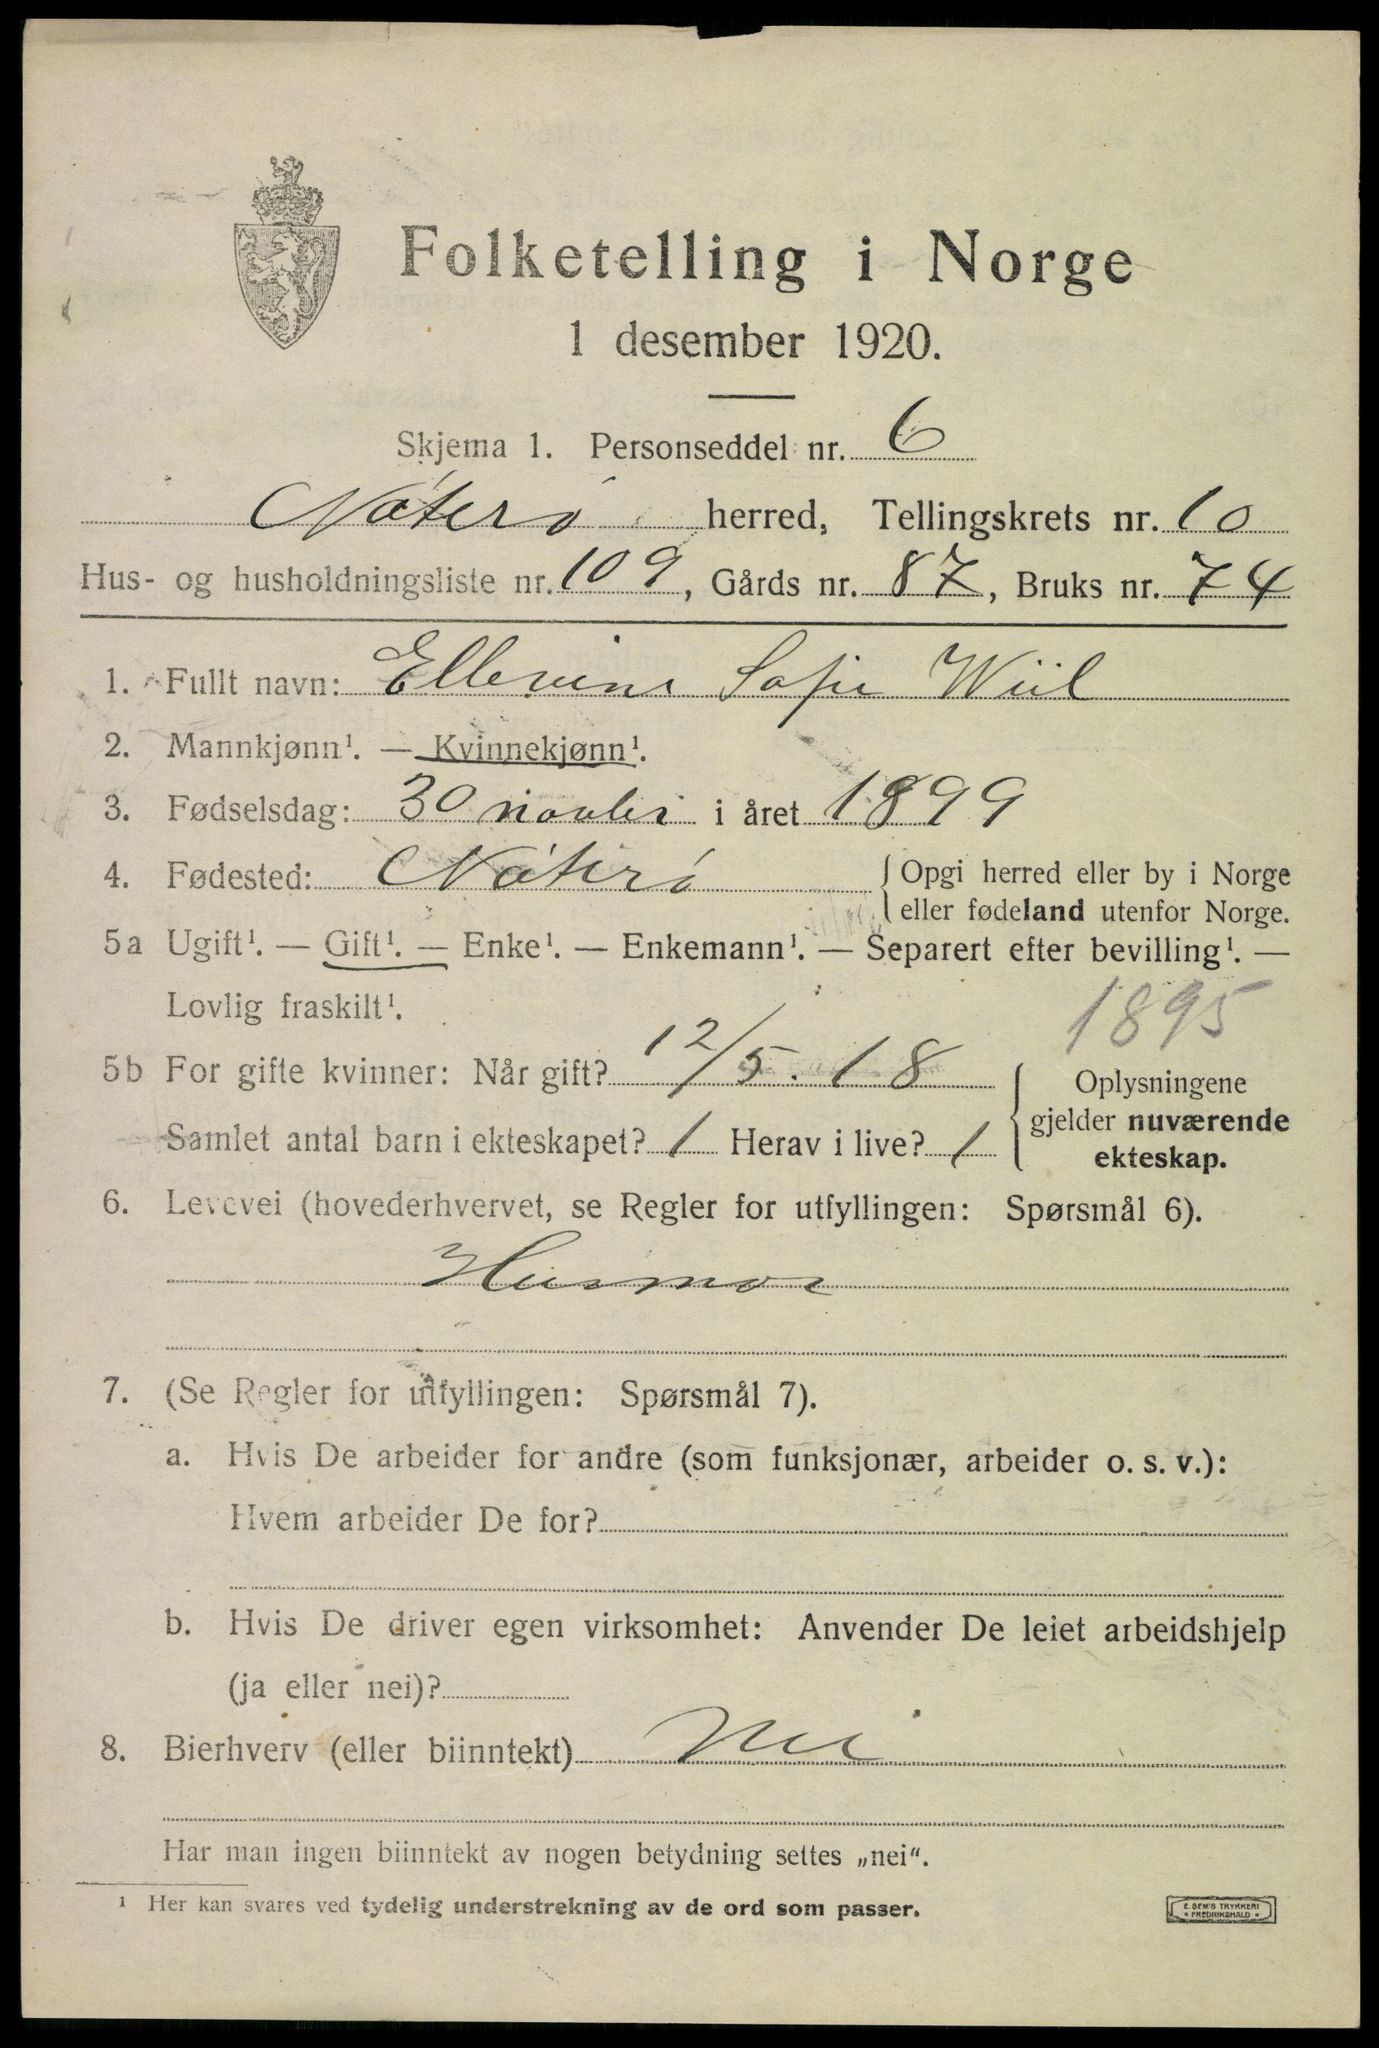 Folketelling i Norge
1 desember 1920.
Skjema 1. Personseddel nr. 6
Nøterø herred, Tellingskrets nr. 10
Hus- og husholdningsliste nr. 109, Gårds nr. 87, Bruks nr. 74
1. Fullt navn: Ellevine Sofie Wiil
2. Mannkjønn¹. — Kvinnekjønn¹.
3. Fødselsdag: 30 novbr i året 1899
4. Fødested: Nøterø { Opgi herred eller by i Norge
eller fødeland utenfor Norge.
5a Ugift¹. — Gift¹. — Enke¹. — Enkemann¹. — Separert efter bevilling¹. —
Lovlig fraskilt¹.
1895
5b For gifte kvinner: Når gift? 12/5. 18 { Oplysningene
gjelder nuværende
Samlet antal barn i ekteskapet? 1 Herav i live? 1
ekteskap.
6. Levevei (hovederhvervet, se Regler for utfyllingen: Spørsmål 6).
Husmor
7. (Se Regler for utfyllingen: Spørsmål 7).
a. Hvis De arbeider for andre (som funksjonær, arbeider o. s. v.):
Hvem arbeider De for?
b. Hvis De driver egen virksomhet: Anvender De leiet arbeidshjelp
(ja eller nei)?
8. Bierhverv (eller biinntekt) Nei
Har man ingen biinntekt av nogen betydning settes „nei“.
¹ Her kan svares ved tydelig understrekning av de ord som passer.
E. SEM'S TRYKKERI
• FREDRIKSHALD •